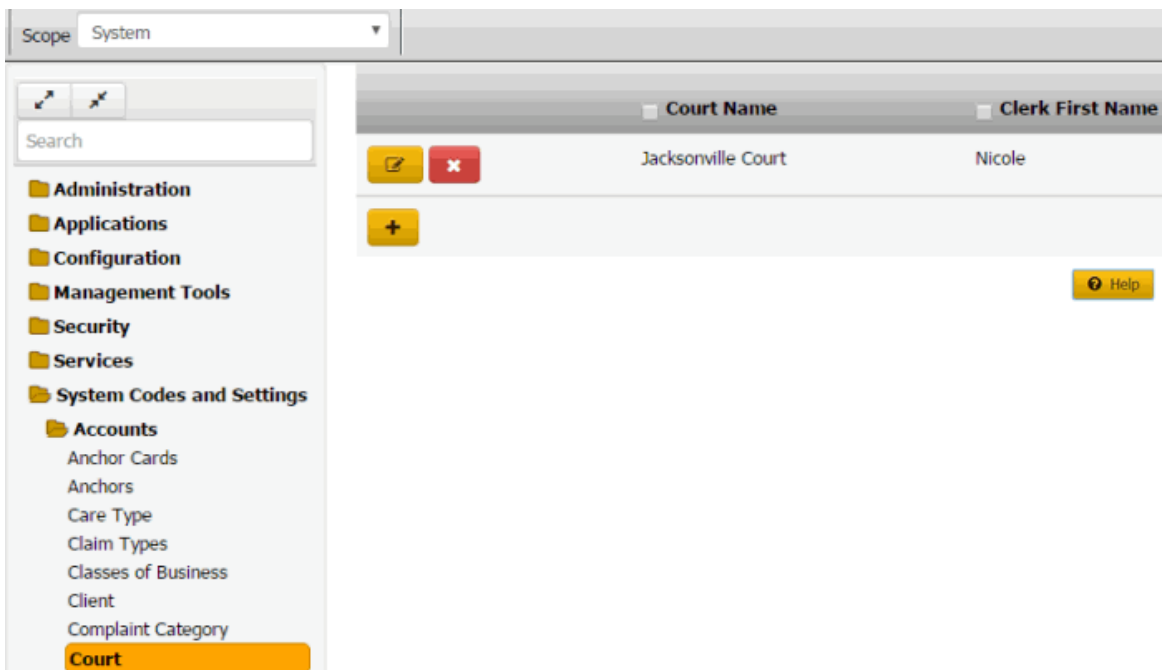 Scope System
Search
Administration
Applications
Configuration
Management Tools
Security
Services
System Codes and Settings
Accounts
Anchor Cards
Anchors
Care Type
Claim Types
Classes of Business
Client
Complaint Category
Court
Court Name Clerk First Name
Jacksonville Court Nicole
Help